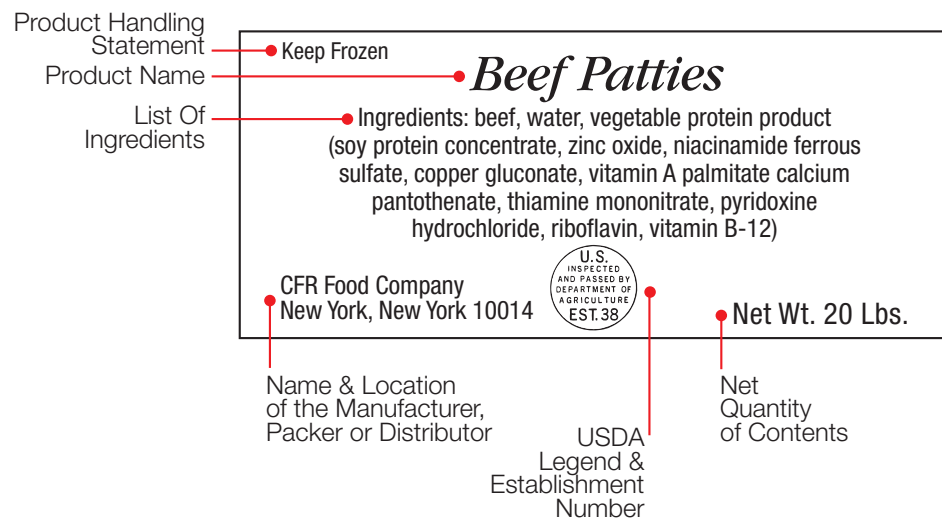 Product Handling
Statement
Product Name
List Of
Ingredients
Keep Frozen
Beef Patties
Ingredients: beef, water, vegetable protein product
(soy protein concentrate, zinc oxide, niacinamide ferrous
sulfate, copper gluconate, vitamin A palmitate calcium
pantothenate, thiamine mononitrate, pyridoxine
hydrochloride, riboflavin, vitamin B-12)
CFR Food Company
New York, New York 10014
U.S.
INSPECTED
AND PASSED BY
DEPARTMENT OF
AGRICULTURE
EST. 38
Net Wt. 20 Lbs.
Name & Location
of the Manufacturer,
Packer or Distributor
USDA
Legend &
Establishment
Number
Net
Quantity
of Contents